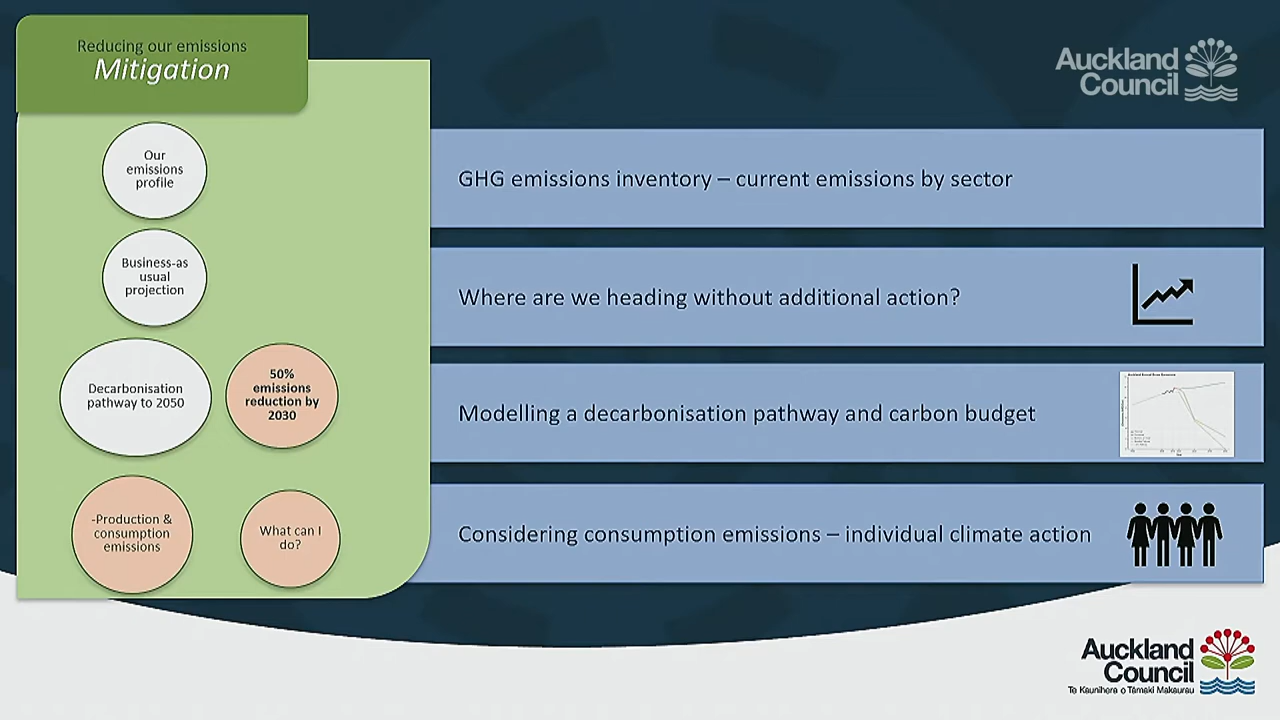 Reducing our emissions
Mitigation
Auckland
Council
Our
emissions
profile
GHG emissions inventory – current emissions by sector
Business-as
usual
projection
Where are we heading without additional action?
Decarbonisation
pathway to 2050
50%
emissions
reduction by
2030
Modelling a decarbonisation pathway and carbon budget
-Production &
consumption
emissions
What can I
do?
Considering consumption emissions – individual climate action
Auckland
Council
Te Kaunihera o Tāmaki Makaurau